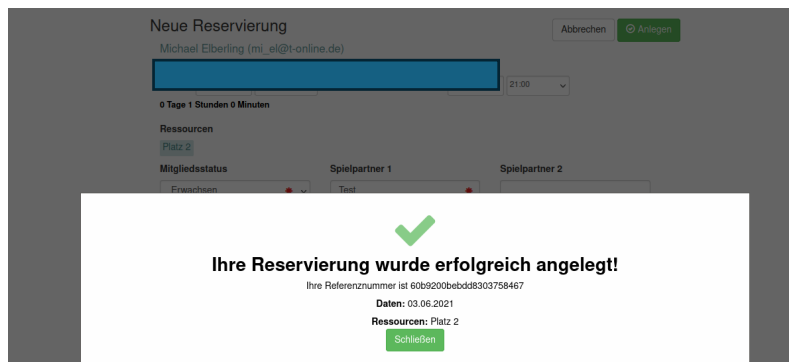 Neue Reservierung
Abbrechen
Anlegen
Michael Elberling (mi_el@t-online.de)
21:00
0 Tage 1 Stunden 0 Minuten
Ressourcen
Platz 2
Mitgliedsstatus Spielpartner 1 Spielpartner 2
Erwachsen Test
Ihre Reservierung wurde erfolgreich angelegt!
Ihre Referenznummer ist 60b9200bebdd8303758467
Daten: 03.06.2021
Ressourcen: Platz 2
Schließen